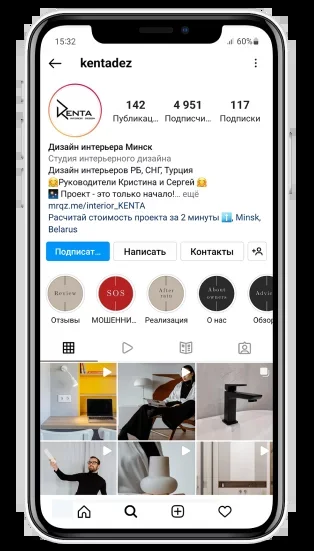 15:32
60%
kentadez
KENTA
142
4 951
117
Публикац...
Подписчи...
Подписки
Дизайн интерьера Минск
Студия интерьерного дизайна
Дизайн интерьеров РБ, СНГ, Турция
🤗Руководители Кристина и Сергей 🤗
🌠 Проект - это только начало!... ещё
mrqz.me/interior_KENTA
Расчитай стоимость проекта за 2 минуты ⬆️, Minsk,
Belarus
Подписат...
Написать
Контакты
Review
SOS
After
About
owners
Advi
Отзывы
МОШЕННИ...
Реализация
О нас
Обзор